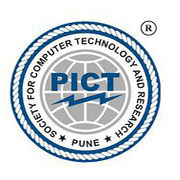 SOCIETY FOR COMPUTER TECHNOLOGY AND RESEARCH
PICT
★ PUNE ★
®